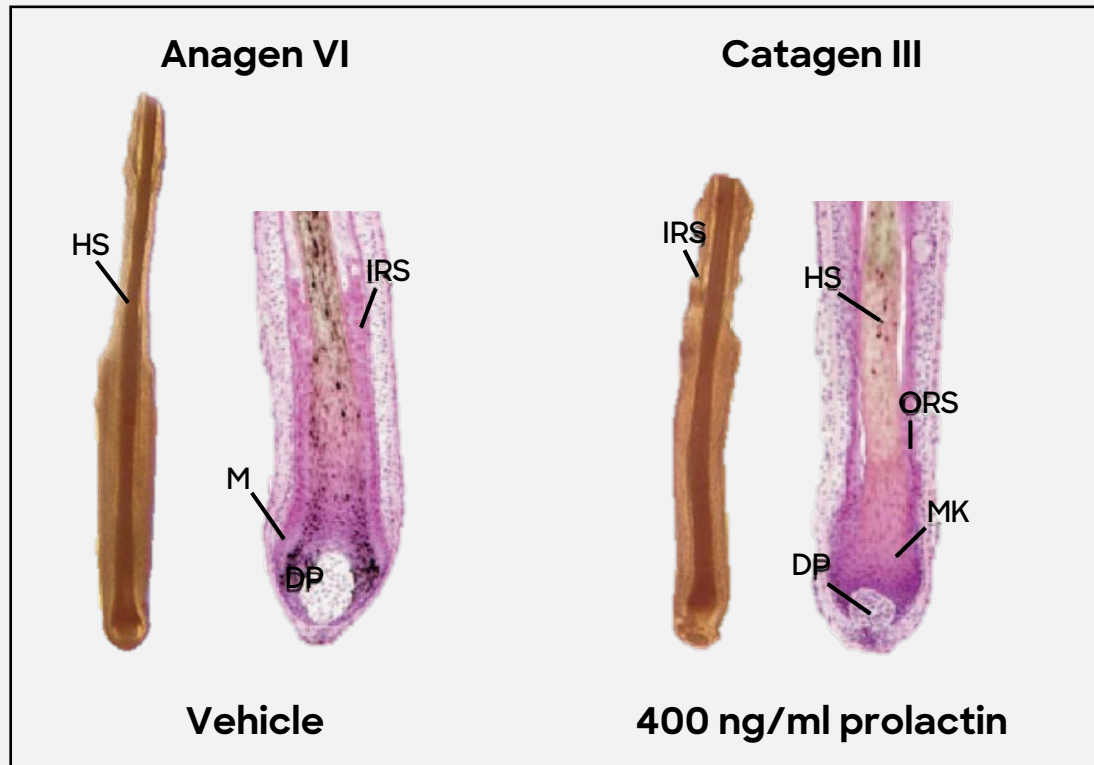 Anagen VI
HS
IRS
M
DP
Vehicle
Catagen III
IRS
HS
ORS
MK
DP
400 ng/ml prolactin